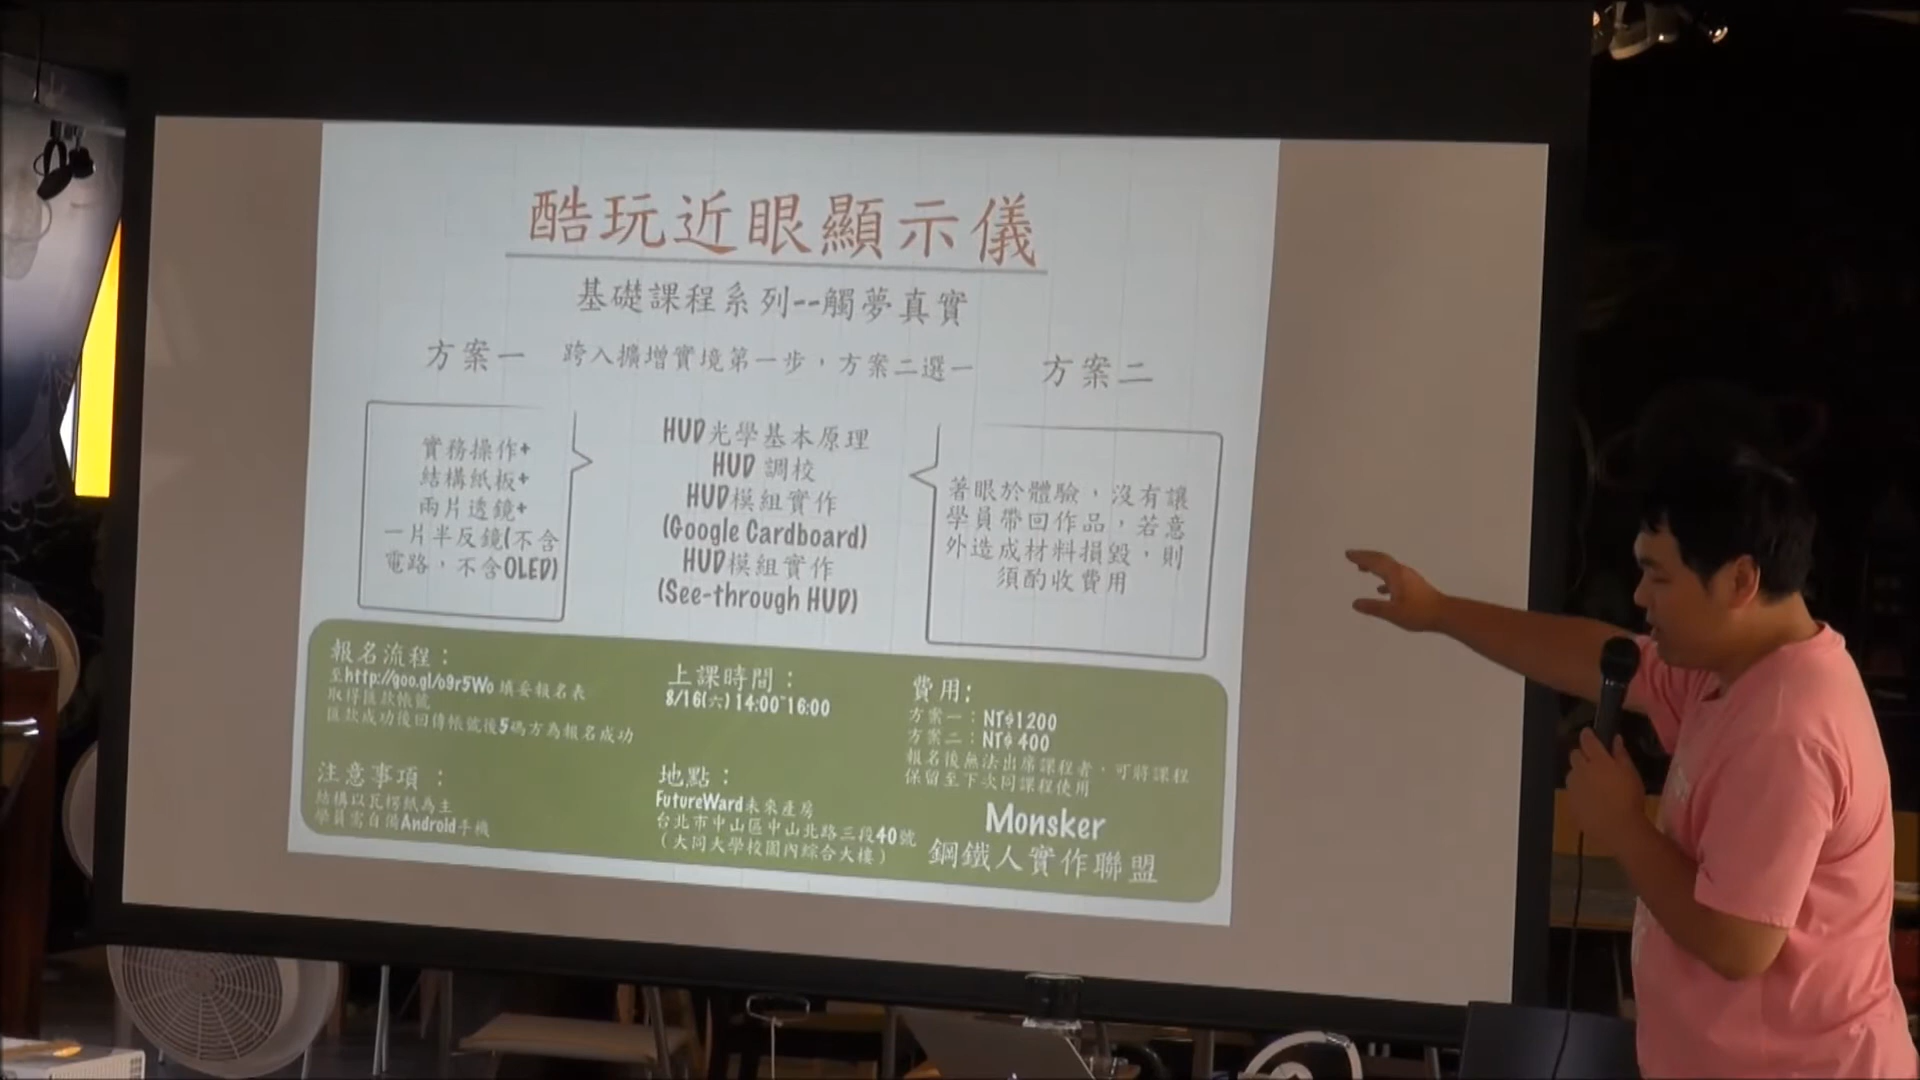 酷玩近眼顯示儀
基礎課程系列--觸夢真實
跨入擴增實境第一步，方案二選一
方案一
實務操作+
結構紙板+
兩片透鏡+
一片半反鏡(不含
電路，不含OLED)
HUD光學基本原理
HUD 調校
HUD模組實作
(Google Cardboard)
HUD模組實作
(See-through HUD)
方案二
著眼於體驗，沒有讓
學員帶回作品，若意
外造成材料損毀，則
須酌收費用
報名流程：
至http://goo.gl/o9r5Wo 填妥報名表
取得匯款帳號
匯款成功後回傳帳號後5碼方為報名成功
注意事項：
結構以瓦楞紙為主
學員需自備Android手機
上課時間：
8/16(六) 14:00~16:00
地點：
FutureWard未來產房
台北市中山區中山北路三段40號
（大同大學校園內綜合大樓）
費用:
方案一：NT$1200
方案二：NT$ 400
報名後無法出席課程者，可將課程
保留至下次同課程使用
Monsker
鋼鐵人實作聯盟